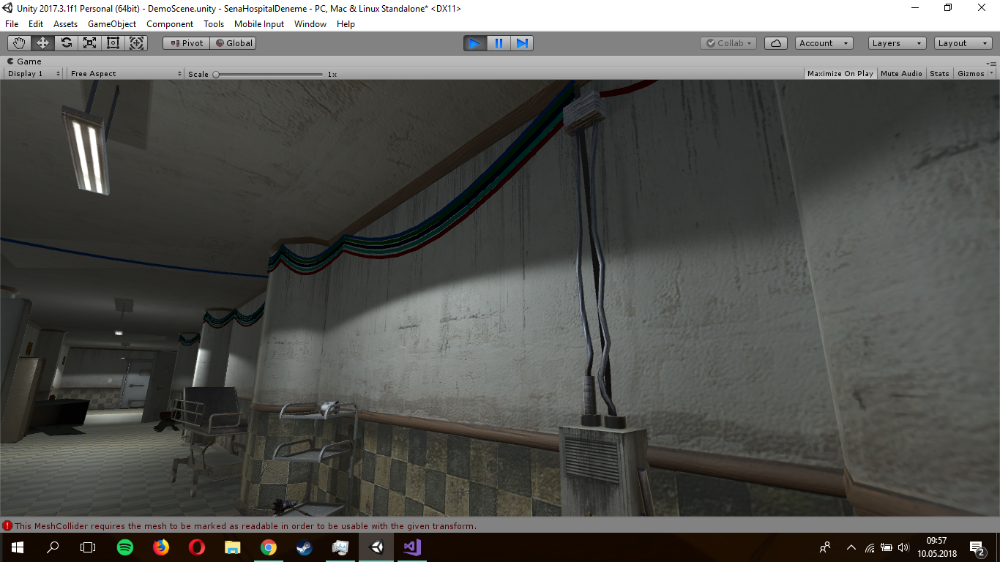 Unity 2017.3.1f1 Personal (64bit) - DemoScene.unity - SenaHospitalDeneme - PC, Mac & Linux Standalone* <DX11>
File Edit Assets GameObject Component Tools Mobile Input Window Help
Pivot Global Collab Account Layers Layout
Game
Display 1 Free Aspect Scale 1x Maximize On Play Mute Audio Stats Gizmos
This MeshCollider requires the mesh to be marked as readable in order to be usable with the given transform.
09:57
10.05.2018
2